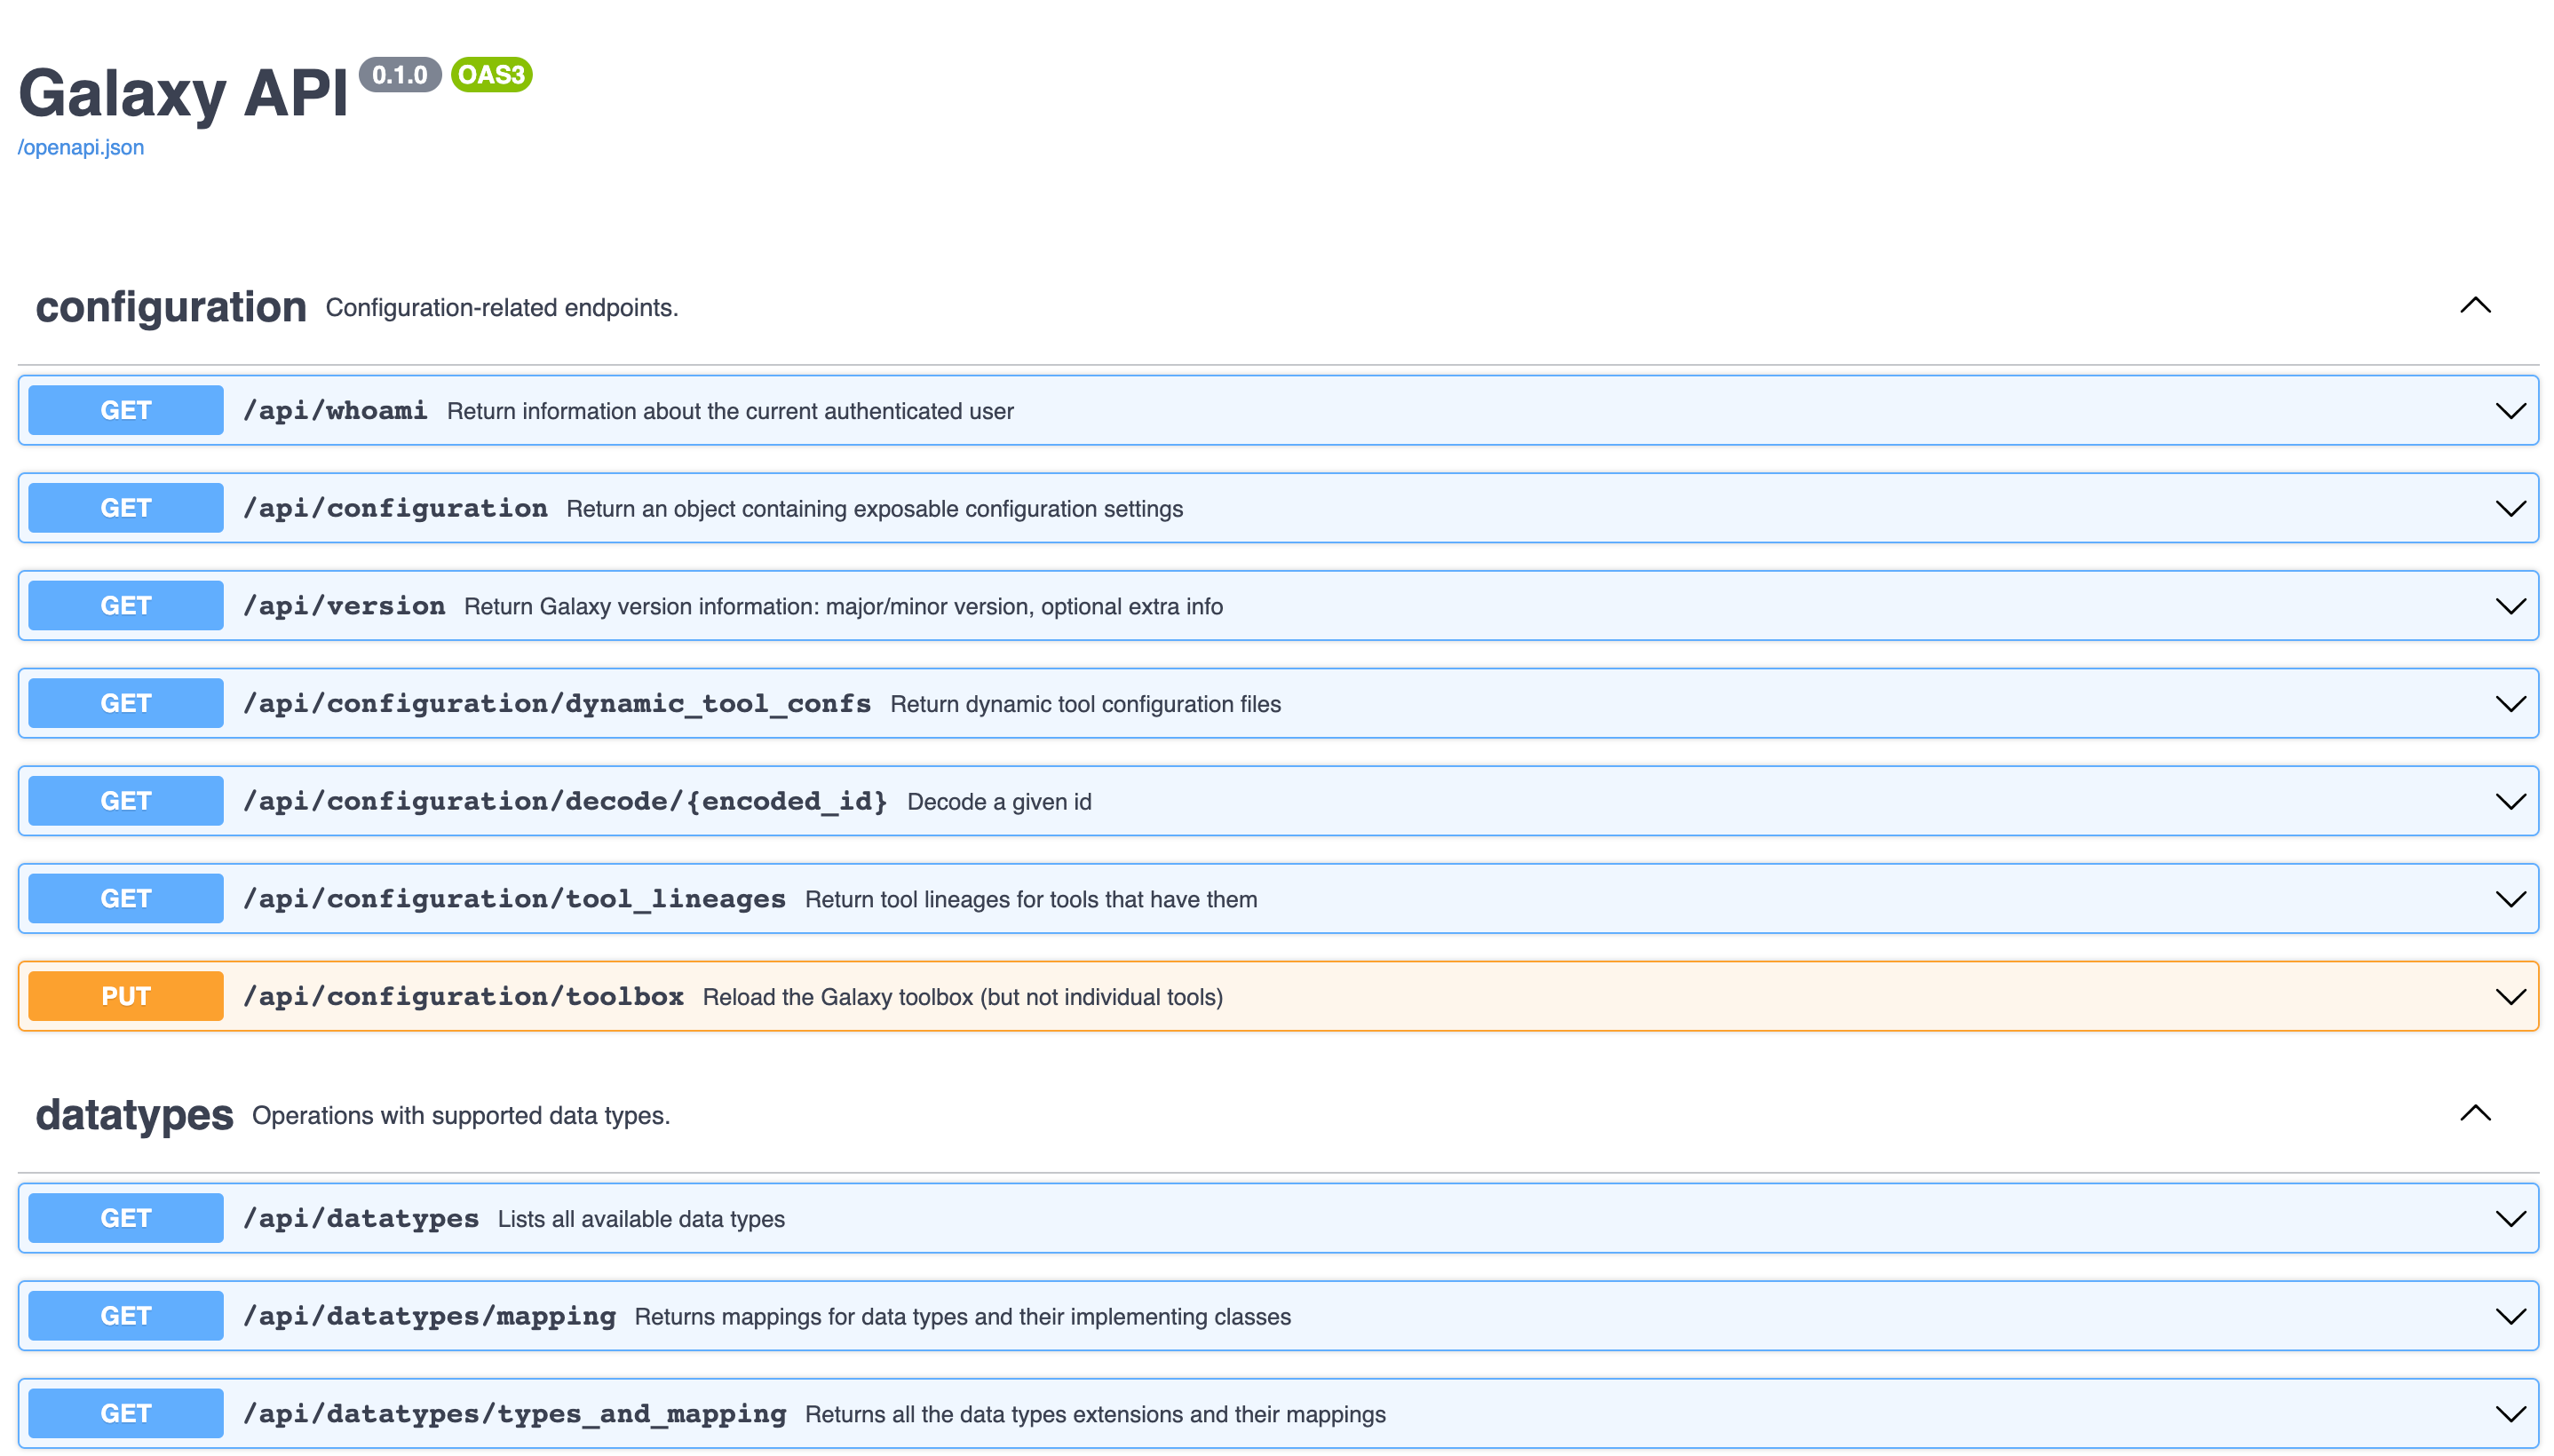 Galaxy API 0.1.0 OAS3
/openapi.json
configuration Configuration-related endpoints.
GET /api/whoami Return information about the current authenticated user
GET /api/configuration Return an object containing exposable configuration settings
GET /api/version Return Galaxy version information: major/minor version, optional extra info
GET /api/configuration/dynamic_tool_confs Return dynamic tool configuration files
GET /api/configuration/decode/{encoded_id} Decode a given id
GET /api/configuration/tool_lineages Return tool lineages for tools that have them
PUT /api/configuration/toolbox Reload the Galaxy toolbox (but not individual tools)
datatypes Operations with supported data types.
GET /api/datatypes Lists all available data types
GET /api/datatypes/mapping Returns mappings for data types and their implementing classes
GET /api/datatypes/types_and_mapping Returns all the data types extensions and their mappings